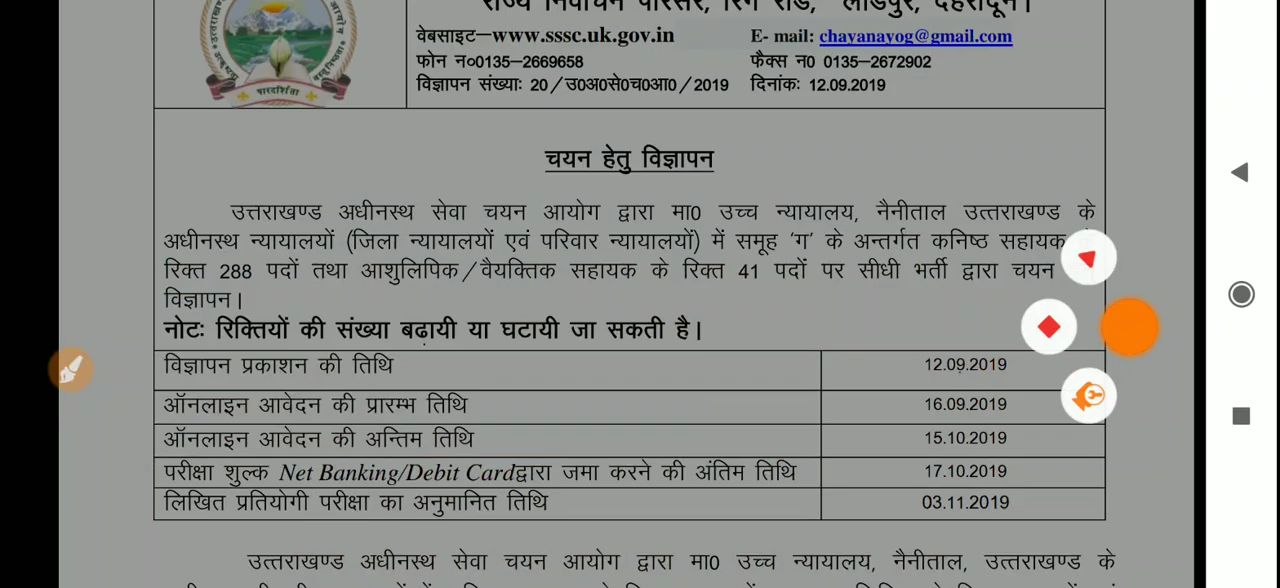 राज्य निर्वाचन परिसर, रिंग रोड, लाडपुर, देहरादून।
वेबसाइट–www.sssc.uk.gov.in E- mail: chayanayog@gmail.com
फोन न०0135–2669658 फैक्स न0 0135–2672902
विज्ञापन संख्याः 20/उ0अ0से0च0आ0/2019 दिनांकः 12.09.2019
पारदर्शिता
चयन हेतु विज्ञापन
उत्तराखण्ड अधीनस्थ सेवा चयन आयोग द्वारा मा0 उच्च न्यायालय, नैनीताल उत्तराखण्ड के
अधीनस्थ न्यायालयों (जिला न्यायालयों एवं परिवार न्यायालयों) में समूह 'ग' के अन्तर्गत कनिष्ठ सहायक
रिक्त 288 पदों तथा आशुलिपिक/वैयक्तिक सहायक के रिक्त 41 पदों पर सीधी भर्ती द्वारा चयन
विज्ञापन।
नोटः रिक्तियों की संख्या बढ़ायी या घटायी जा सकती है।
विज्ञापन प्रकाशन की तिथि 12.09.2019
ऑनलाइन आवेदन की प्रारम्भ तिथि 16.09.2019
ऑनलाइन आवेदन की अन्तिम तिथि 15.10.2019
परीक्षा शुल्क Net Banking/Debit Cardद्वारा जमा करने की अंतिम तिथि 17.10.2019
लिखित प्रतियोगी परीक्षा का अनुमानित तिथि 03.11.2019
उत्तराखण्ड अधीनस्थ सेवा चयन आयोग द्वारा मा0 उच्च न्यायालय, नैनीताल, उत्तराखण्ड के